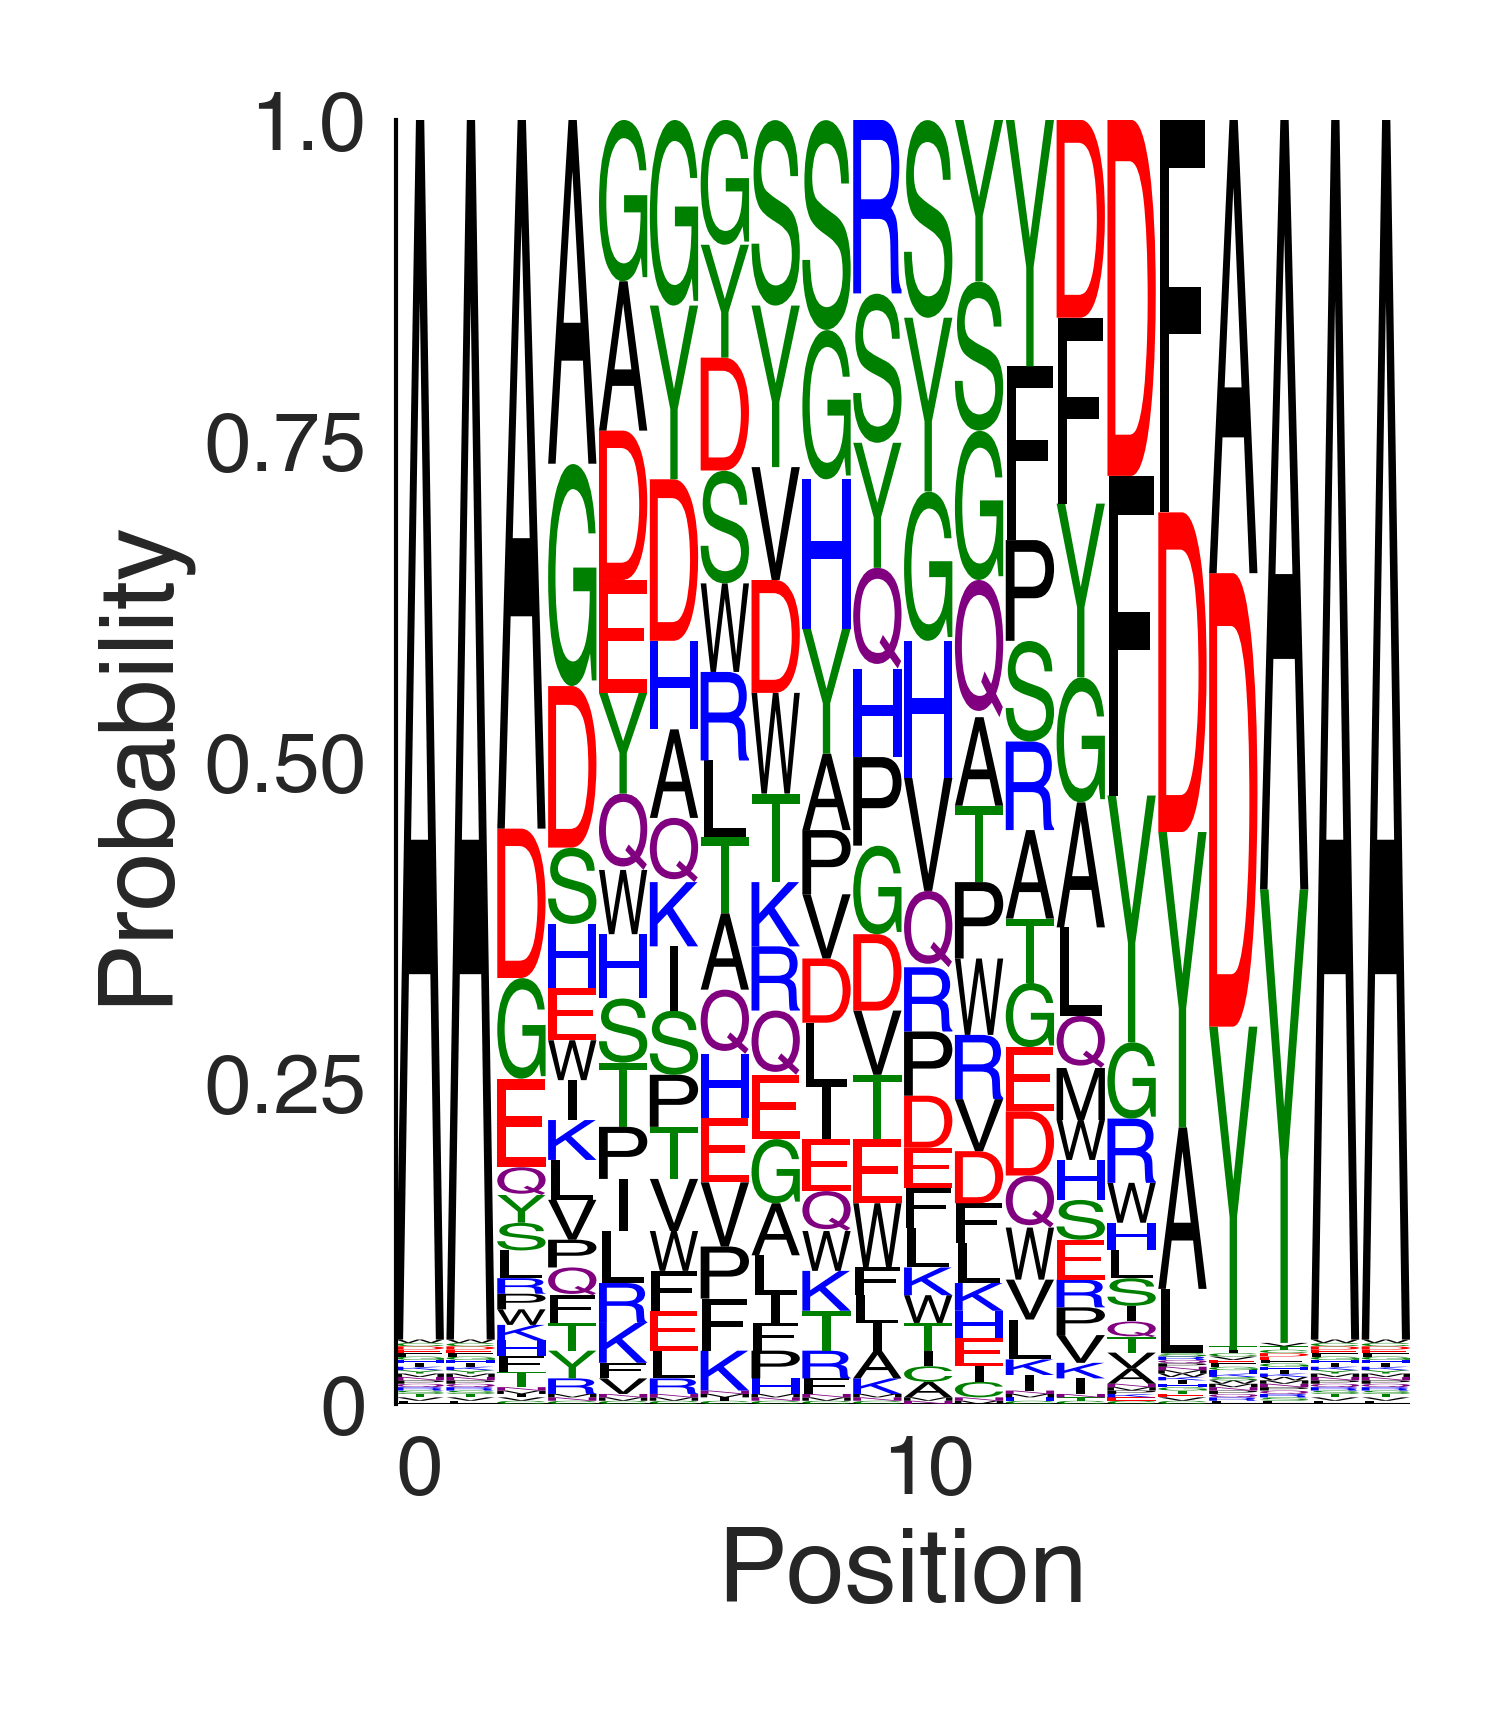 1.0
0.75
0.50
0.25
0
0
10
Probability
Position
A
A
A D G E Q Y S L R P W K H F T
A G D S H E W I K L V P Q F T Y R
G A D E Y Q W H S T P I L R K F V
G Y D H A Q K I S P T V W F E L R
G Y D S W R L T A Q H E V P F K
S Y V D W T K R Q E G A L I F P H
S G H Y A P V D L I E Q W K T R F
R S Y Q H P G D V T E W F L I A K
S Y G H V Q R P D E F L K W T I C A
Y S G Q A T P W R V D F L K H E I C
Y F P S R A T G E D Q W V L K I
D F Y G A L Q M W H S E R P V K I
D F Y G R W H L S I Q T V
F D Y A L
A D Y
A Y
A
A